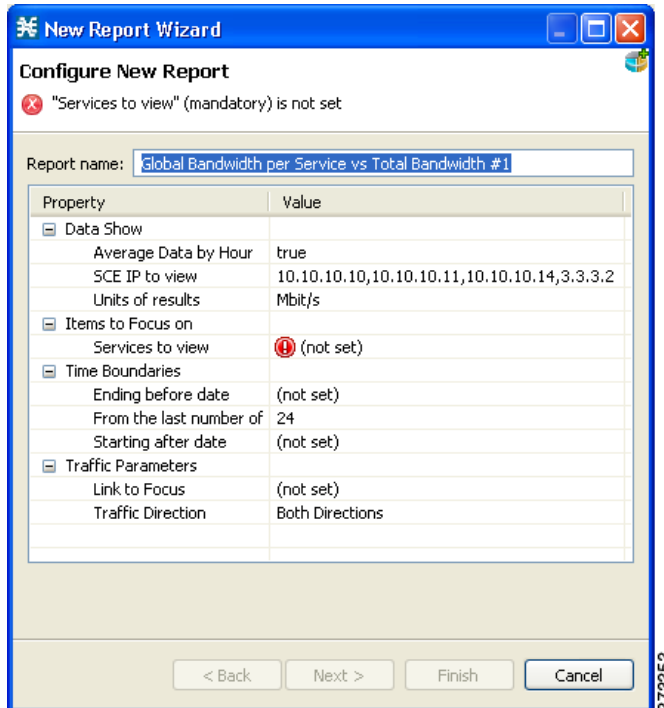 New Report Wizard
Configure New Report
"Services to view" (mandatory) is not set
Report name: Global Bandwidth per Service vs Total Bandwidth #1
Property Value
Data Show
Average Data by Hour true
SCE IP to view 10.10.10.10,10.10.10.11,10.10.10.14,3.3.3.2
Units of results Mbit/s
Items to Focus on
Services to view (not set)
Time Boundaries
Ending before date (not set)
From the last number of 24
Starting after date (not set)
Traffic Parameters
Link to Focus (not set)
Traffic Direction Both Directions
< Back Next > Finish Cancel